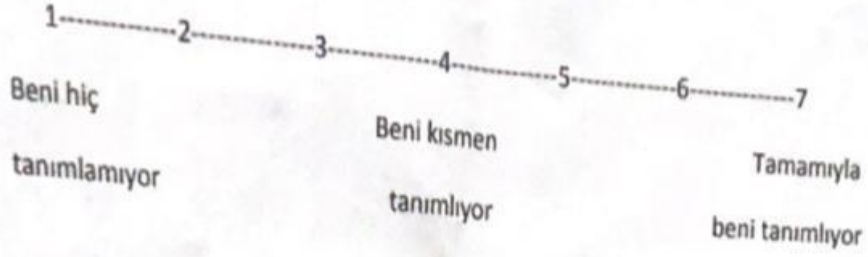 1------------2------------3------------4------------5------------6------------7
Beni hiç Beni kısmen Tamamıyla
tanımlamıyor tanımlıyor beni tanımlıyor